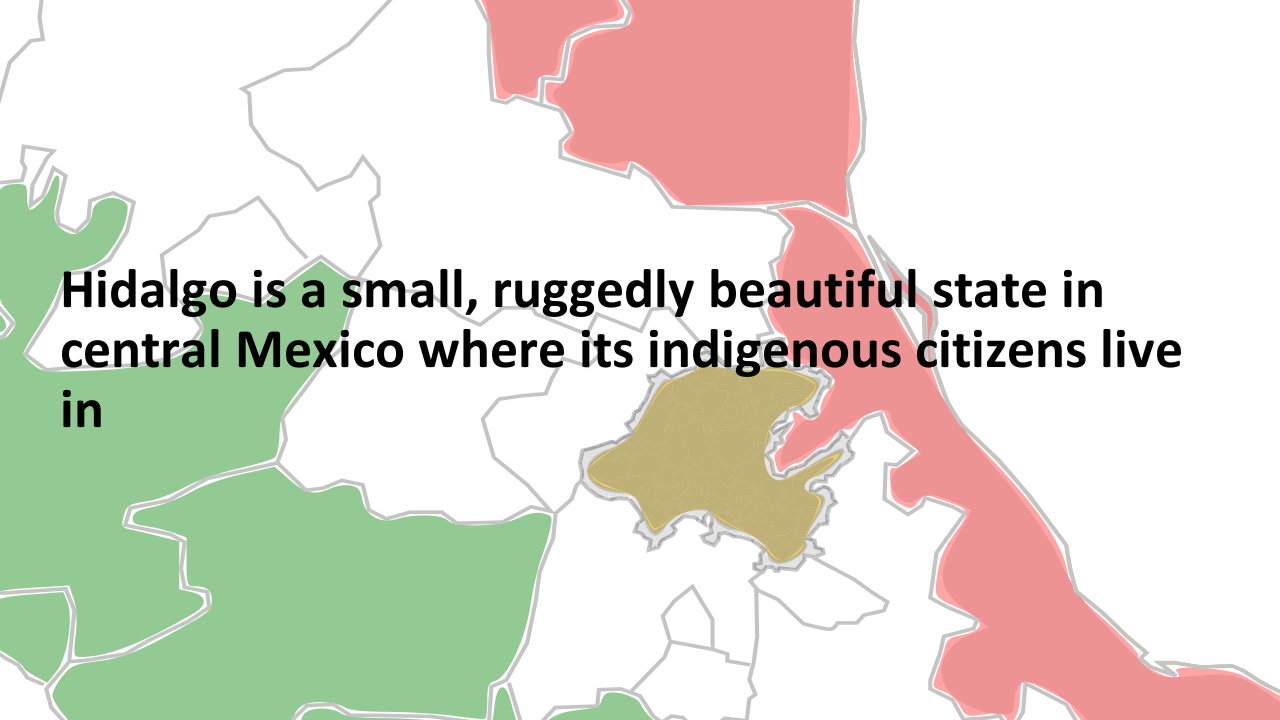 Hidalgo is a small, ruggedly beautiful state in
central Mexico where its indigenous citizens live
in